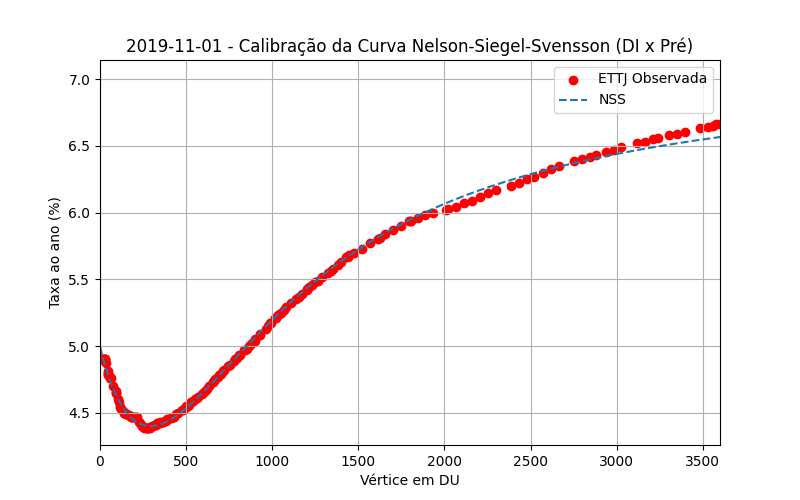 2019-11-01 - Calibração da Curva Nelson-Siegel-Svensson (DI x Pré)
ETTJ Observada
NSS
Taxa ao ano (%)
7.0
6.5
6.0
5.5
5.0
4.5
0 500 1000 1500 2000 2500 3000 3500
Vértice em DU